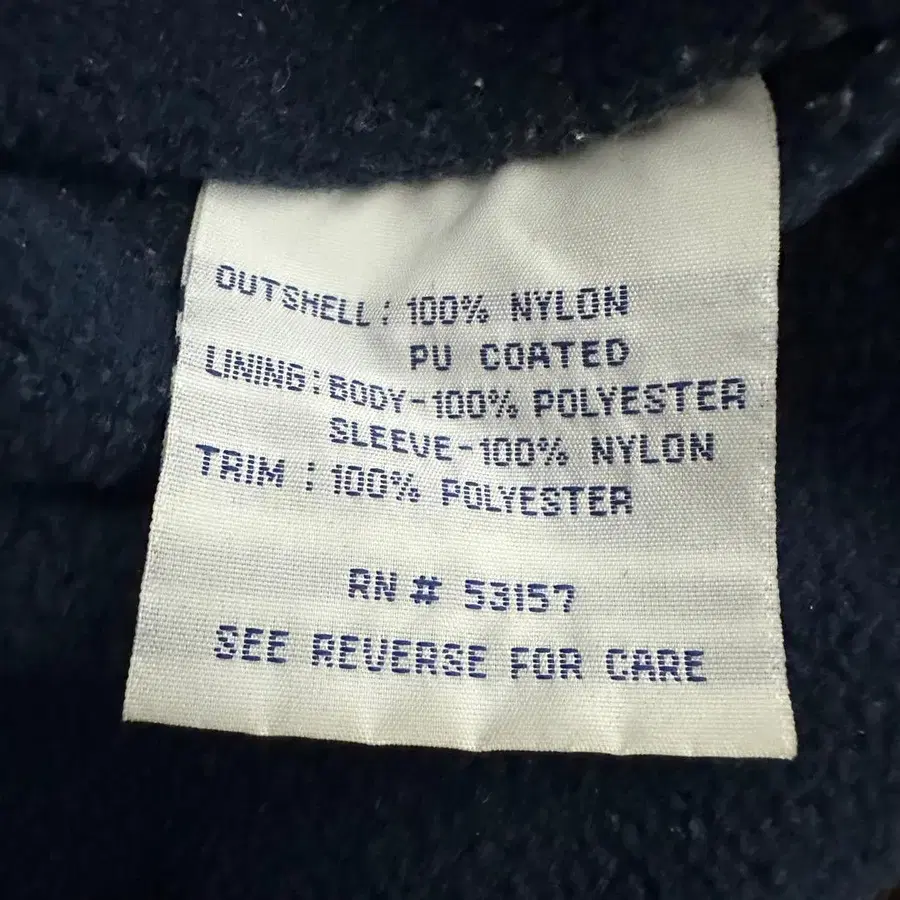 OUTSHELL : 100% NYLON
PU COATED
LINING : BODY-100% POLYESTER
SLEEVE-100% NYLON
TRIM : 100% POLYESTER
RN # 53157
SEE REVERSE FOR CARE